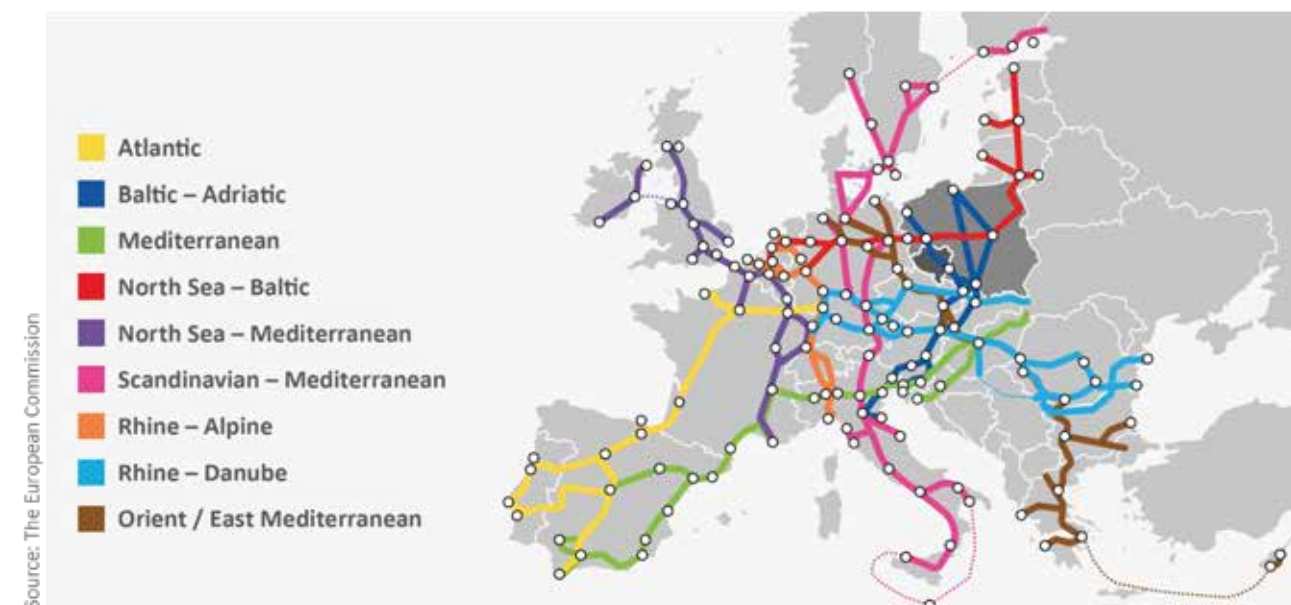 Atlantic
Baltic – Adriatic
Mediterranean
North Sea – Baltic
North Sea – Mediterranean
Scandinavian – Mediterranean
Rhine – Alpine
Rhine – Danube
Orient / East Mediterranean
Source: The European Commission